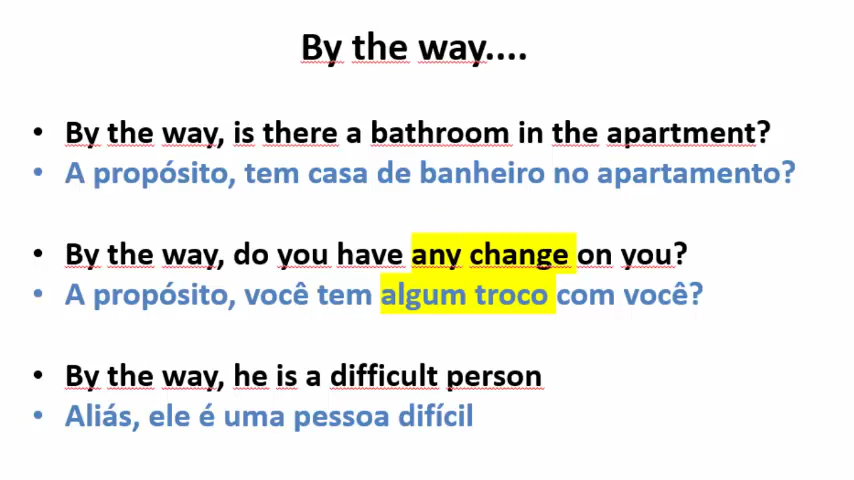 By the way....
• By the way, is there a bathroom in the apartment?
• A propósito, tem casa de banheiro no apartamento?
• By the way, do you have any change on you?
• A propósito, você tem algum troco com você?
• By the way, he is a difficult person
• Aliás, ele é uma pessoa difícil